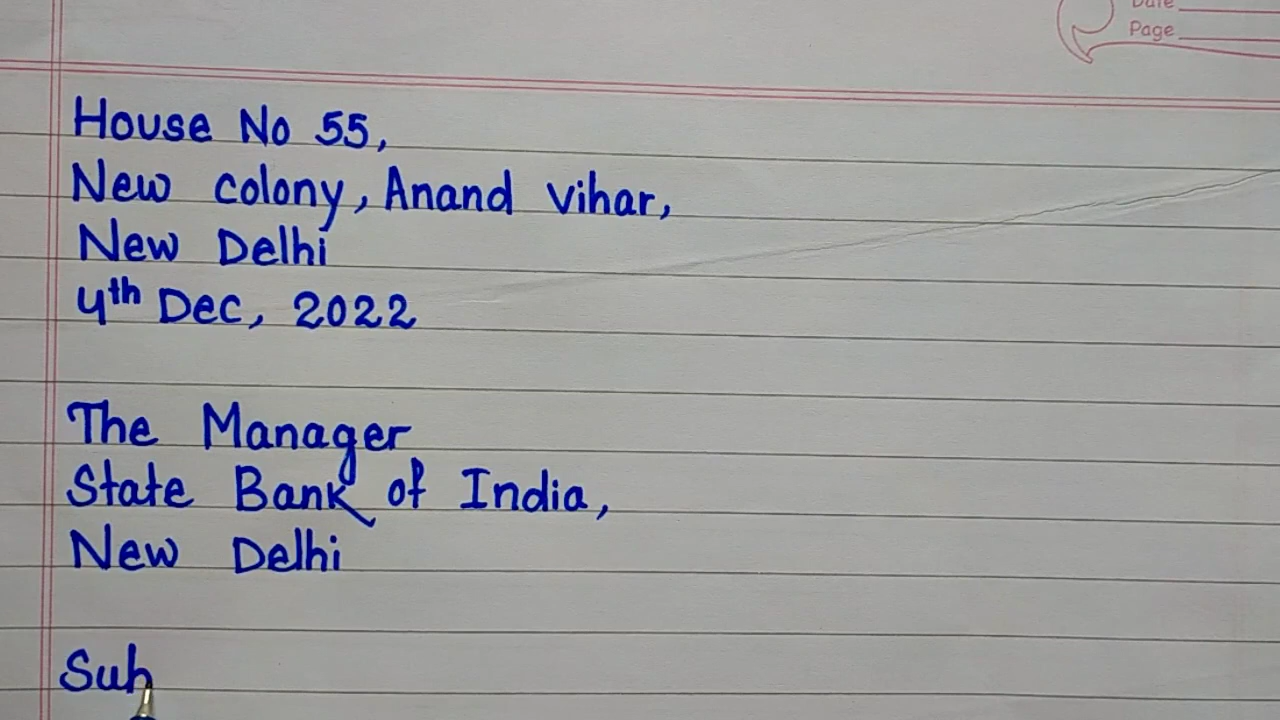 Date
Page
House No 55,
New colony, Anand vihar,
New Delhi
4th Dec, 2022
The Manager
State Bank of India,
New Delhi
Sub